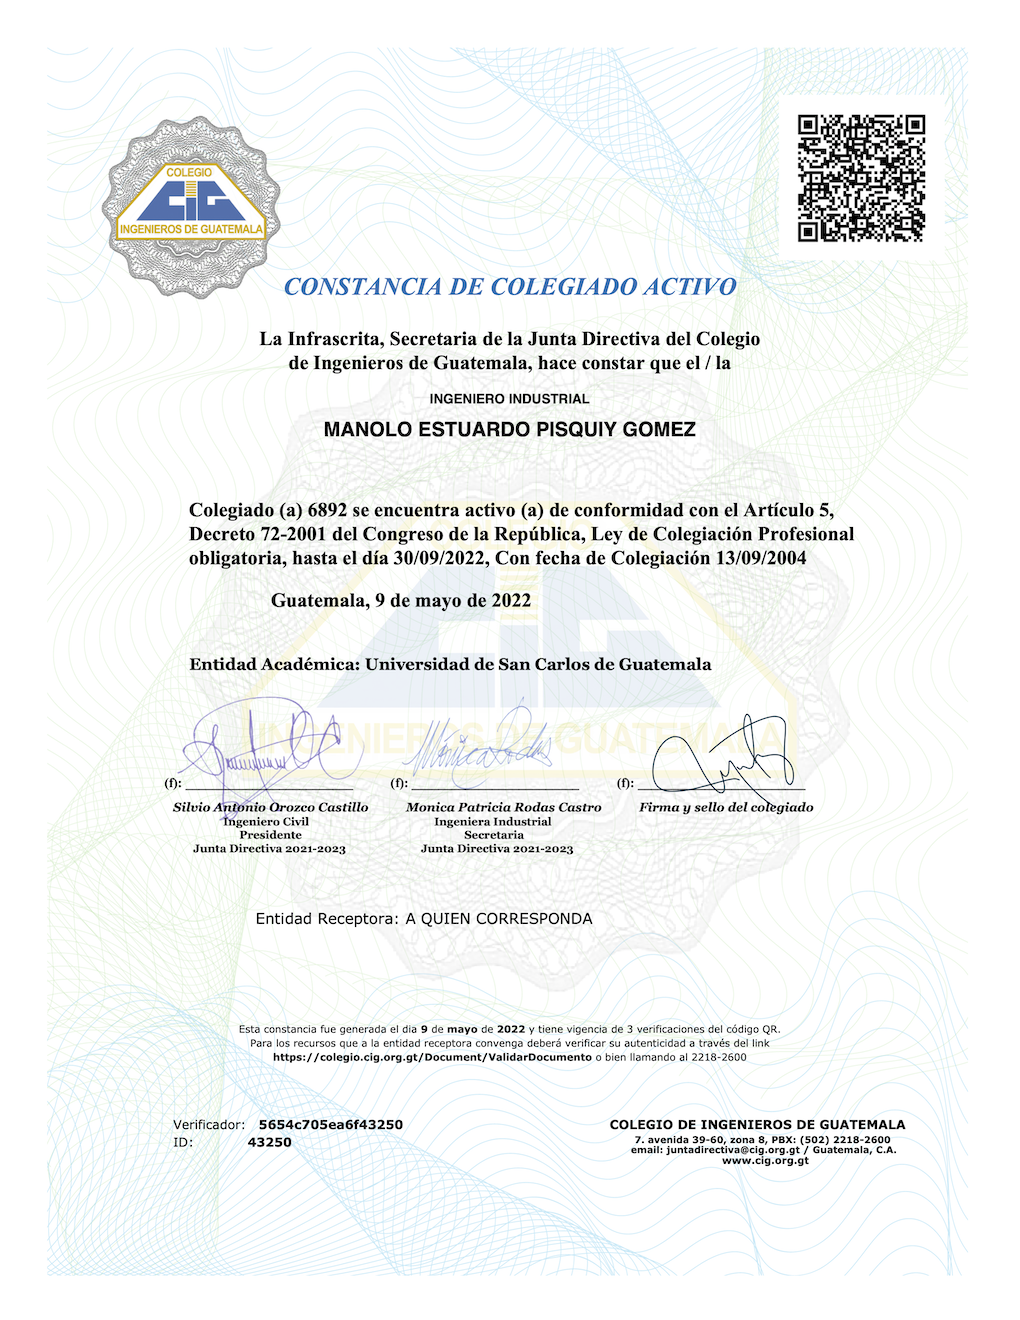 COLEGIO
CIG
INGENIEROS DE GUATEMALA
CONSTANCIA DE COLEGIADO ACTIVO
La Infrascrita, Secretaria de la Junta Directiva del Colegio
de Ingenieros de Guatemala, hace constar que el / la
INGENIERO INDUSTRIAL
MANOLO ESTUARDO PISQUIY GOMEZ
Colegiado (a) 6892 se encuentra activo (a) de conformidad con el Artículo 5,
Decreto 72-2001 del Congreso de la República, Ley de Colegiación Profesional
obligatoria, hasta el día 30/09/2022, Con fecha de Colegiación 13/09/2004
Guatemala, 9 de mayo de 2022
Entidad Académica: Universidad de San Carlos de Guatemala
(f): (f): (f):
Silvio Antonio Orozco Castillo Monica Patricia Rodas Castro Firma y sello del colegiado
Ingeniero Civil Ingeniera Industrial
Presidente Secretaria
Junta Directiva 2021-2023 Junta Directiva 2021-2023
Entidad Receptora: A QUIEN CORRESPONDA
Esta constancia fue generada el dia 9 de mayo de 2022 y tiene vigencia de 3 verificaciones del código QR.
Para los recursos que a la entidad receptora convenga deberá verificar su autenticidad a través del link
https://colegio.cig.org.gt/Document/ValidarDocumento o bien llamando al 2218-2600
Verificador: 5654c705ea6f43250
ID: 43250
COLEGIO DE INGENIEROS DE GUATEMALA
7. avenida 39-60, zona 8, PBX: (502) 2218-2600
email: juntadirectiva@cig.org.gt / Guatemala, C.A.
www.cig.org.gt